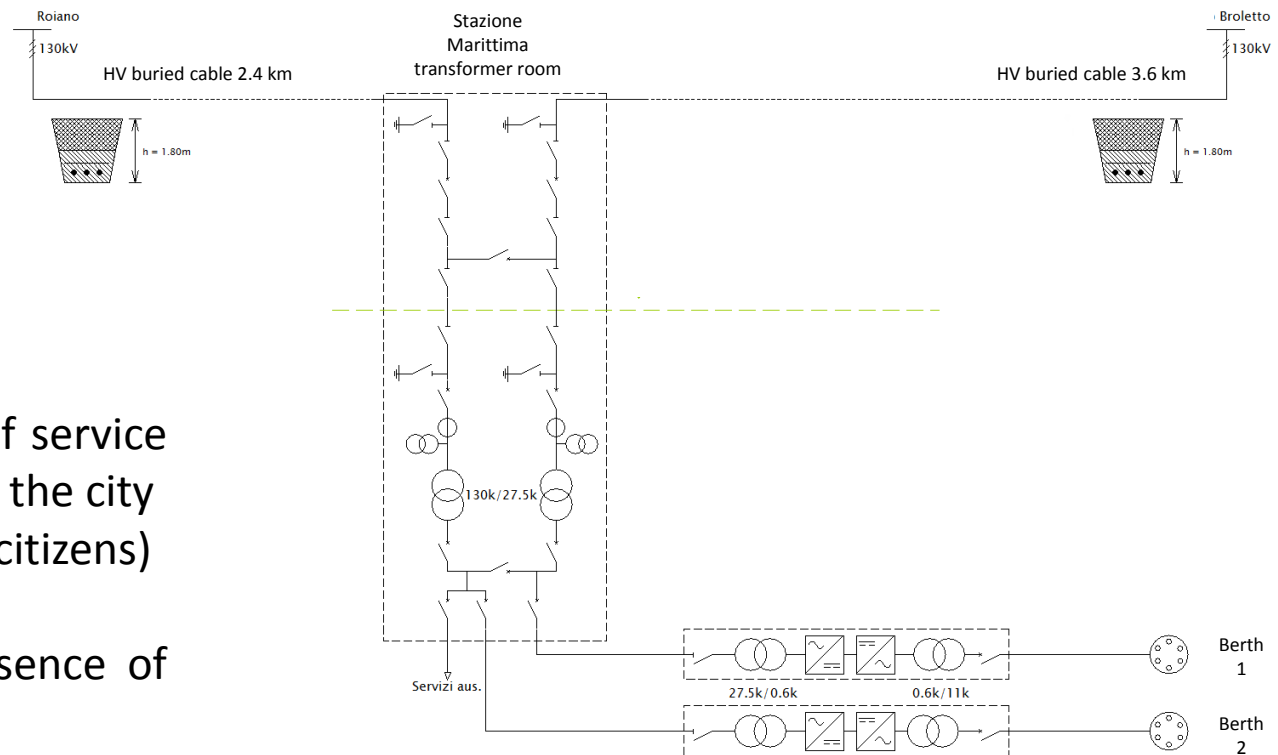 Roiano
130kV
HV buried cable 2.4 km
h = 1.80m
Stazione
Marittima
transformer room
Broletto
130kV
HV buried cable 3.6 km
h = 1.80m
130k/27.5k
f service
the city
citizens)
sence of
Servizi aus.
27.5k/0.6k
0.6k/11k
Berth
1
Berth
2